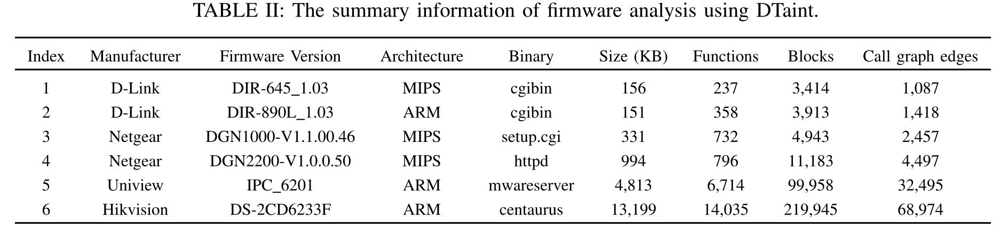 TABLE II: The summary information of firmware analysis using DTaint.
Index Manufacturer Firmware Version Architecture Binary Size (KB) Functions Blocks Call graph edges
1 D-Link DIR-645_1.03 MIPS cgibin 156 237 3,414 1,087
2 D-Link DIR-890L_1.03 ARM cgibin 151 358 3,913 1,418
3 Netgear DGN1000-V1.1.00.46 MIPS setup.cgi 331 732 4,943 2,457
4 Netgear DGN2200-V1.0.0.50 MIPS httpd 994 796 11,183 4,497
5 Uniview IPC_6201 ARM mwareserver 4,813 6,714 99,958 32,495
6 Hikvision DS-2CD6233F ARM centaurus 13,199 14,035 219,945 68,974